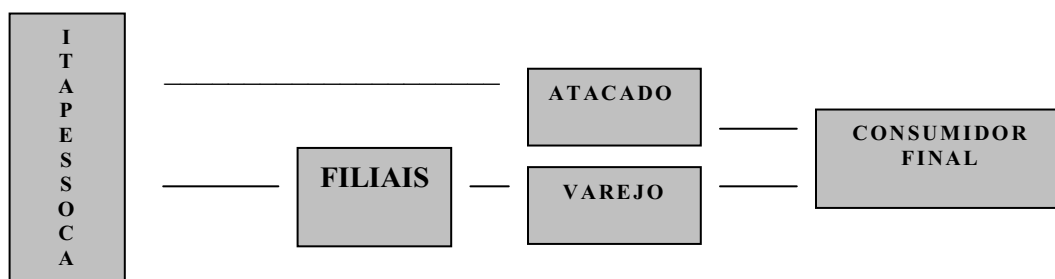 I
T
A
P
E
S
S
O
C
A
ATACADO
FILIAIS
VAREJO
CONSUMIDOR
FINAL